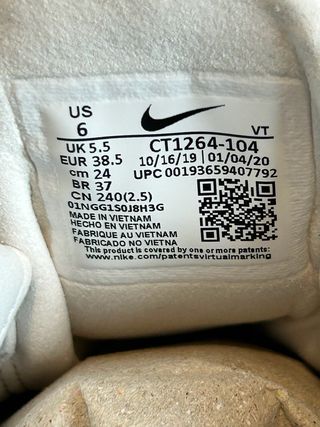 US
6
VT
UK 5.5
CT1264-104
EUR 38.5
10/16/19 | 01/04/20
cm 24
UPC 00193659407792
BR 37
CN 240(2.5)
01NGG1S0J8H3G
MADE IN VIETNAM
HECHO EN VIETNAM
FABRIQUE AU VIETNAM
FABRICADO NO VIETNA
This product is covered by one or more patents:
www.nike.com/patentsvirtualmarking